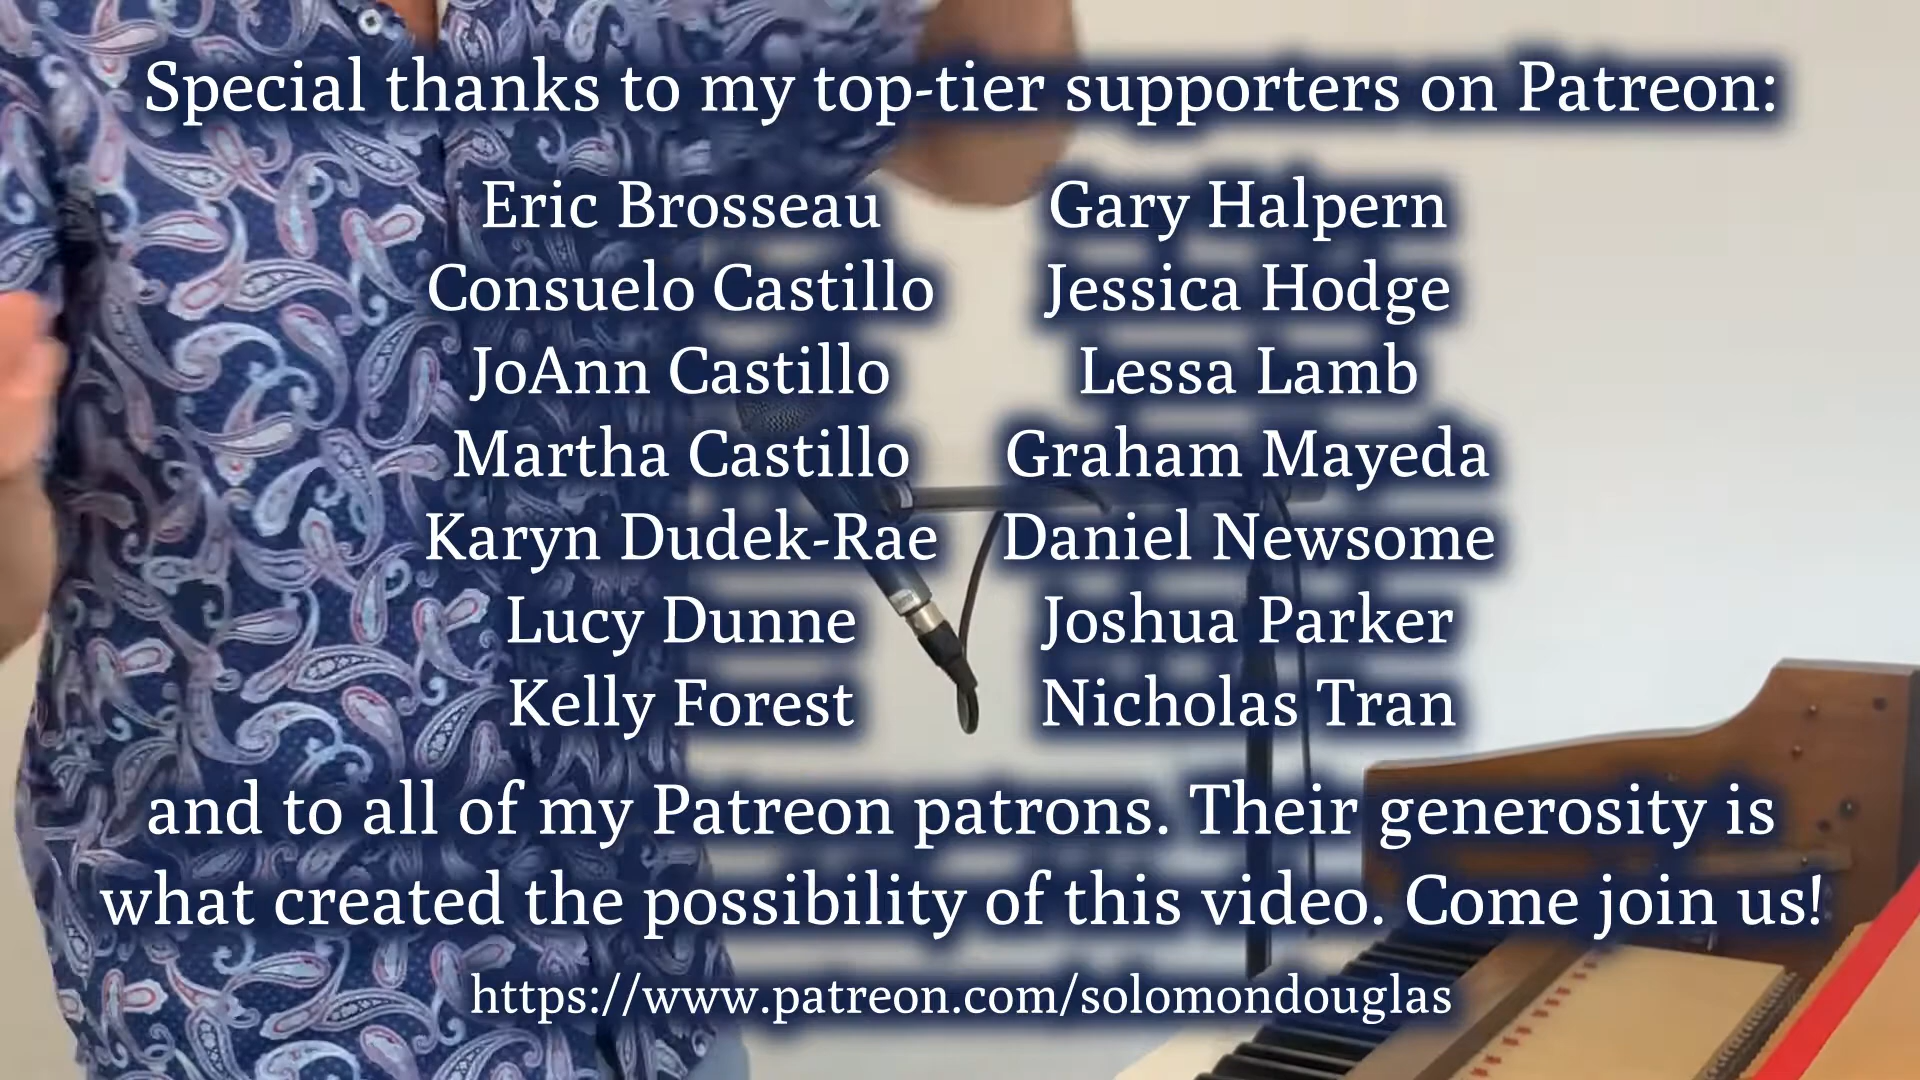 Special thanks to my top-tier supporters on Patreon:
Eric Brosseau
Consuelo Castillo
JoAnn Castillo
Martha Castillo
Karyn Dudek-Rae
Lucy Dunne
Kelly Forest
Gary Halpern
Jessica Hodge
Lessa Lamb
Graham Mayeda
Daniel Newsome
Joshua Parker
Nicholas Tran
and to all of my Patreon patrons. Their generosity is
what created the possibility of this video. Come join us!
https://www.patreon.com/solomondouglas